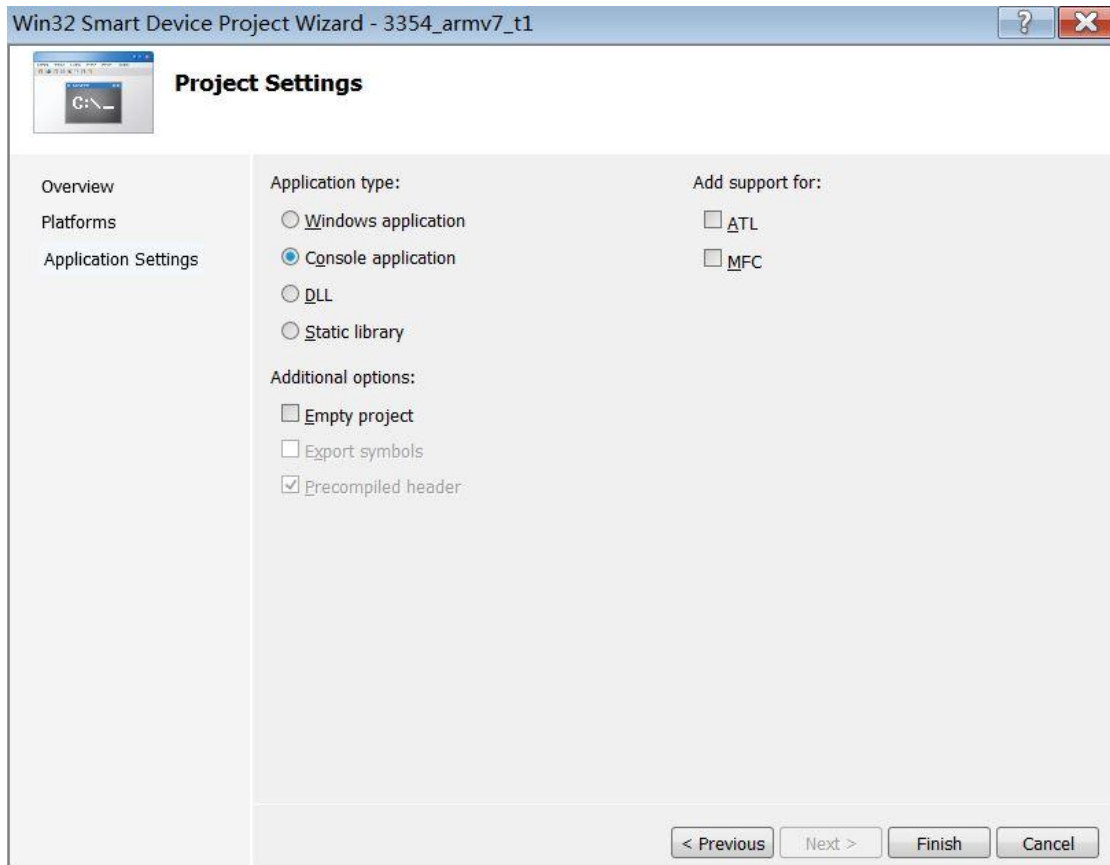 Win32 Smart Device Project Wizard - 3354_armv7_t1
C:\_
Project Settings
Overview
Platforms
Application Settings
Application type:
Windows application
Console application
DLL
Static library
Additional options:
Empty project
Export symbols
Precompiled header
Add support for:
ATL
MFC
< Previous
Next >
Finish
Cancel